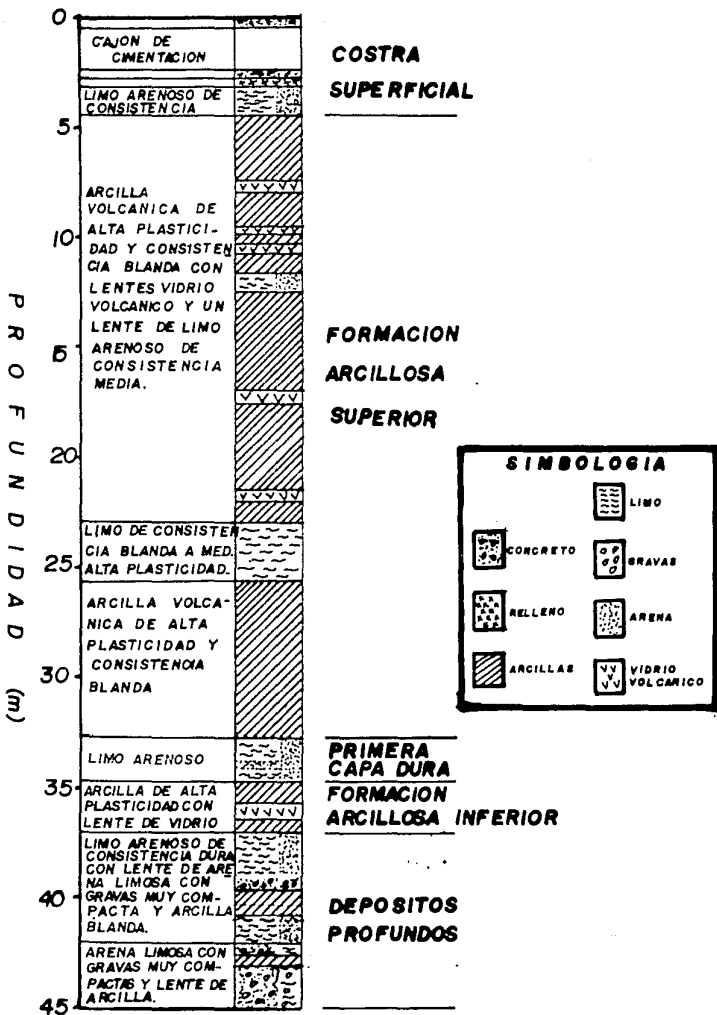 PROFUNDIDAD (m)
0
5
10
15
20
25
30
35
40
45
CAJON DE
CIMENTACION
LIMO ARENOSO DE
CONSISTENCIA
ARCILLA
VOLCANICA DE
ALTA PLASTICI-
DAD Y CONSISTEN
CIA BLANDA CON
LENTES VIDRIO
VOLCANICO Y UN
LENTE DE LIMO
ARENOSO DE
CONSISTENCIA
MEDIA.
LIMO DE CONSISTEN
CIA BLANDA A MED.
ALTA PLASTICIDAD.
ARCILLA VOLCA-
NICA DE ALTA
PLASTICIDAD Y
CONSISTENCIA
BLANDA
LIMO ARENOSO
ARCILLA DE ALTA
PLASTICIDAD CON
LENTE DE VIDRIO
LIMO ARENOSO DE
CONSISTENCIA DURA
CON LENTE DE ARE
NA LIMOSA CON
GRAVAS MUY COM-
PACTA Y ARCILLA
BLANDA.
ARENA LIMOSA CON
GRAVAS MUY COM-
PACTAS Y LENTE DE
ARCILLA.
COSTRA
SUPERFICIAL
FORMACION
ARCILLOSA
SUPERIOR
PRIMERA
CAPA DURA
FORMACION
ARCILLOSA INFERIOR
DEPOSITOS
PROFUNDOS
SIMBOLOGIA
CONCRETO
RELLENO
ARCILLAS
LIMO
GRAVAS
ARENA
VIDRIO
VOLCANICO